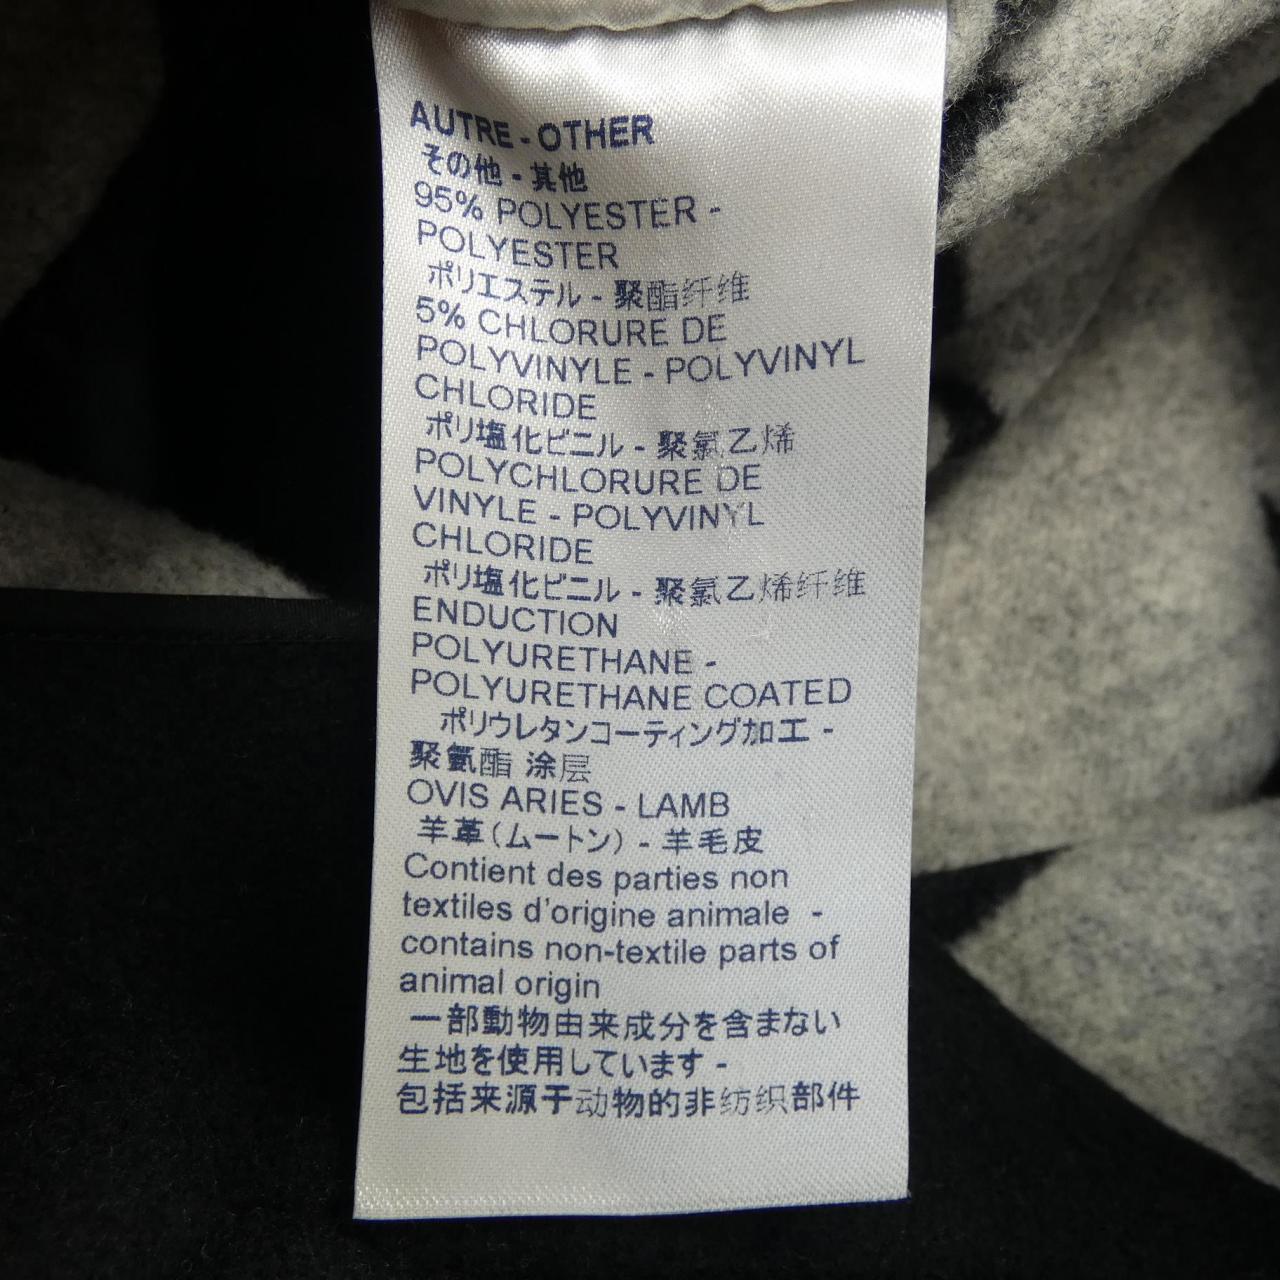 AUTRE - OTHER
その他 - 其他
95% POLYESTER -
POLYESTER
ポリエステル - 聚酯纤维
5% CHLORURE DE
POLYVINYLE - POLYVINYL
CHLORIDE
ポリ塩化ビニル - 聚氯乙烯
POLYCHLORURE DE
VINYLE - POLYVINYL
CHLORIDE
ポリ塩化ビニル - 聚氯乙烯纤维
ENDUCTION
POLYURETHANE -
POLYURETHANE COATED
ポリウレタンコーティング加工 -
聚氨酯 涂层
OVIS ARIES - LAMB
羊革(ムートン) - 羊毛皮
Contient des parties non
textiles d'origine animale -
contains non-textile parts of
animal origin
一部動物由来成分を含まない
生地を使用しています -
包括来源于动物的非纺织部件